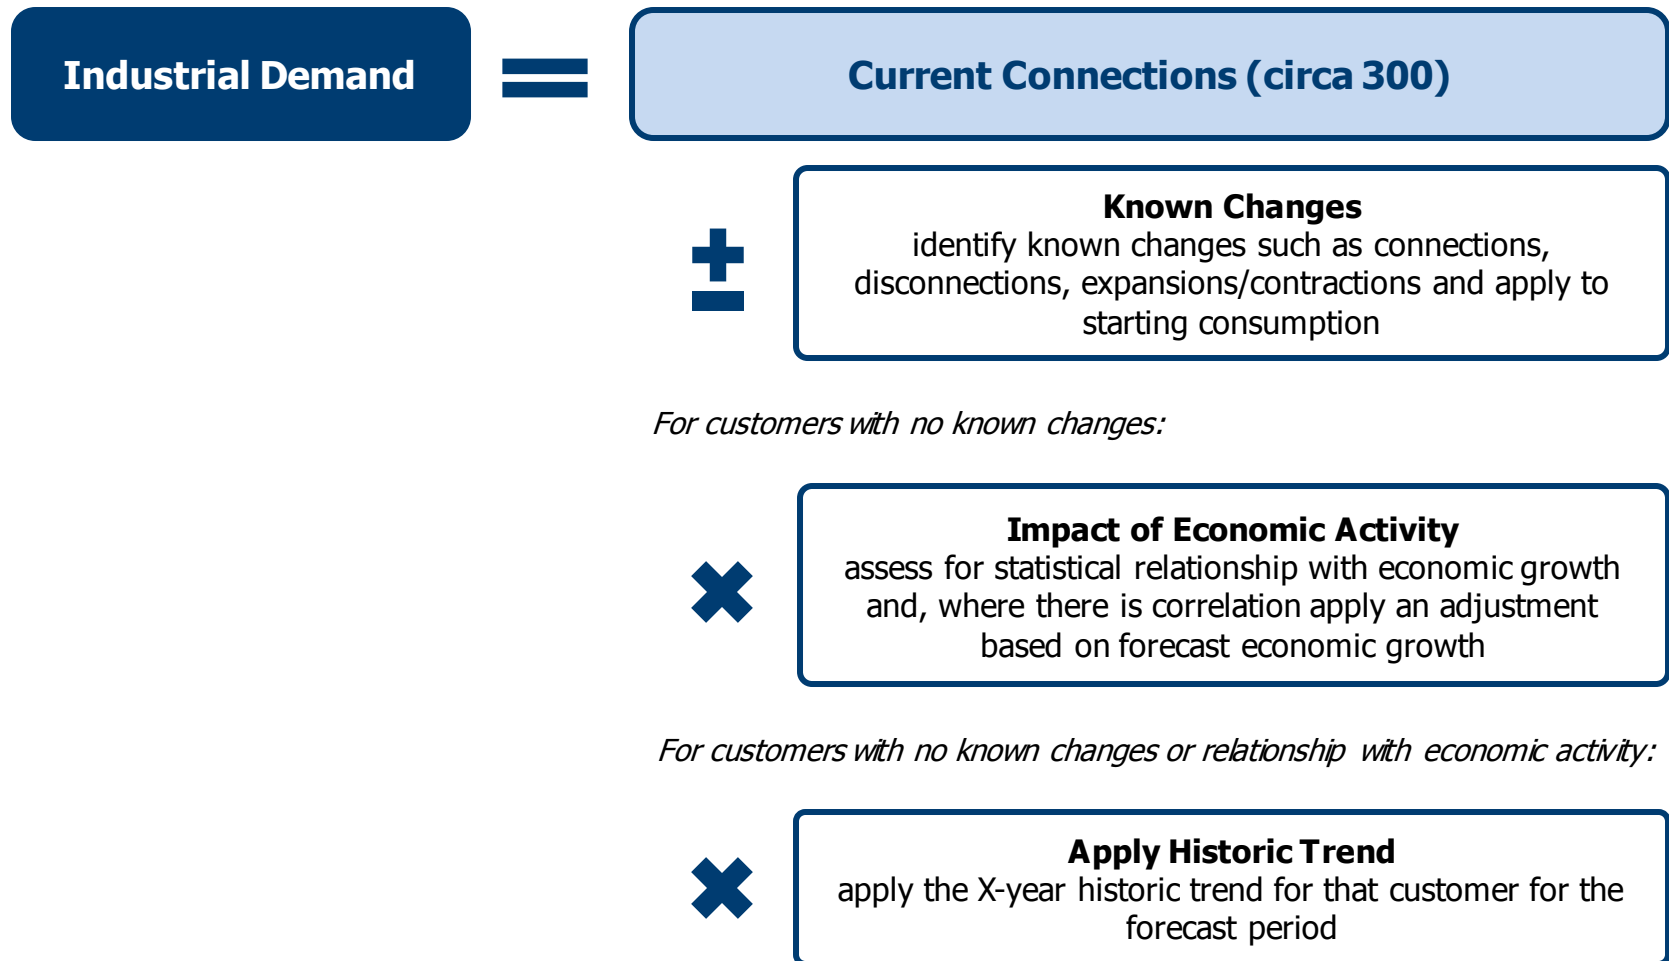 Industrial Demand
Current Connections (circa 300)
Known Changes
identify known changes such as connections,
disconnections, expansions/contractions and apply to
starting consumption
For customers with no known changes:
Impact of Economic Activity
assess for statistical relationship with economic growth
and, where there is correlation apply an adjustment
based on forecast economic growth
For customers with no known changes or relationship with economic activity:
Apply Historic Trend
apply the X-year historic trend for that customer for the
forecast period